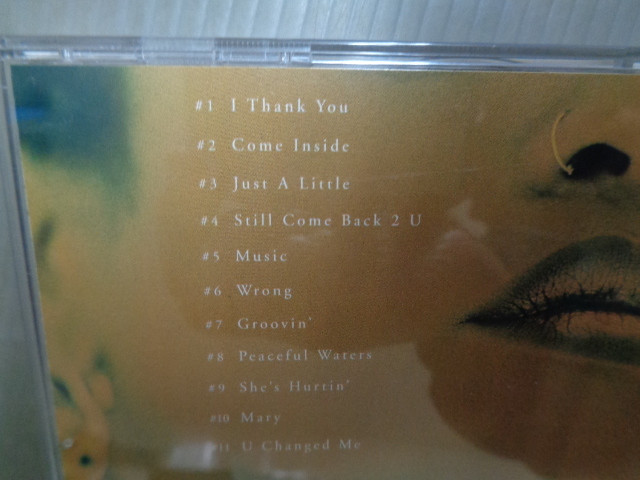 #1 I Thank You
#2 Come Inside
#3 Just A Little
#4 Still Come Back 2 U
#5 Music
#6 Wrong
#7 Groovin'
#8 Peaceful Waters
#9 She's Hurtin'
#10 Mary
#11 U Changed Me